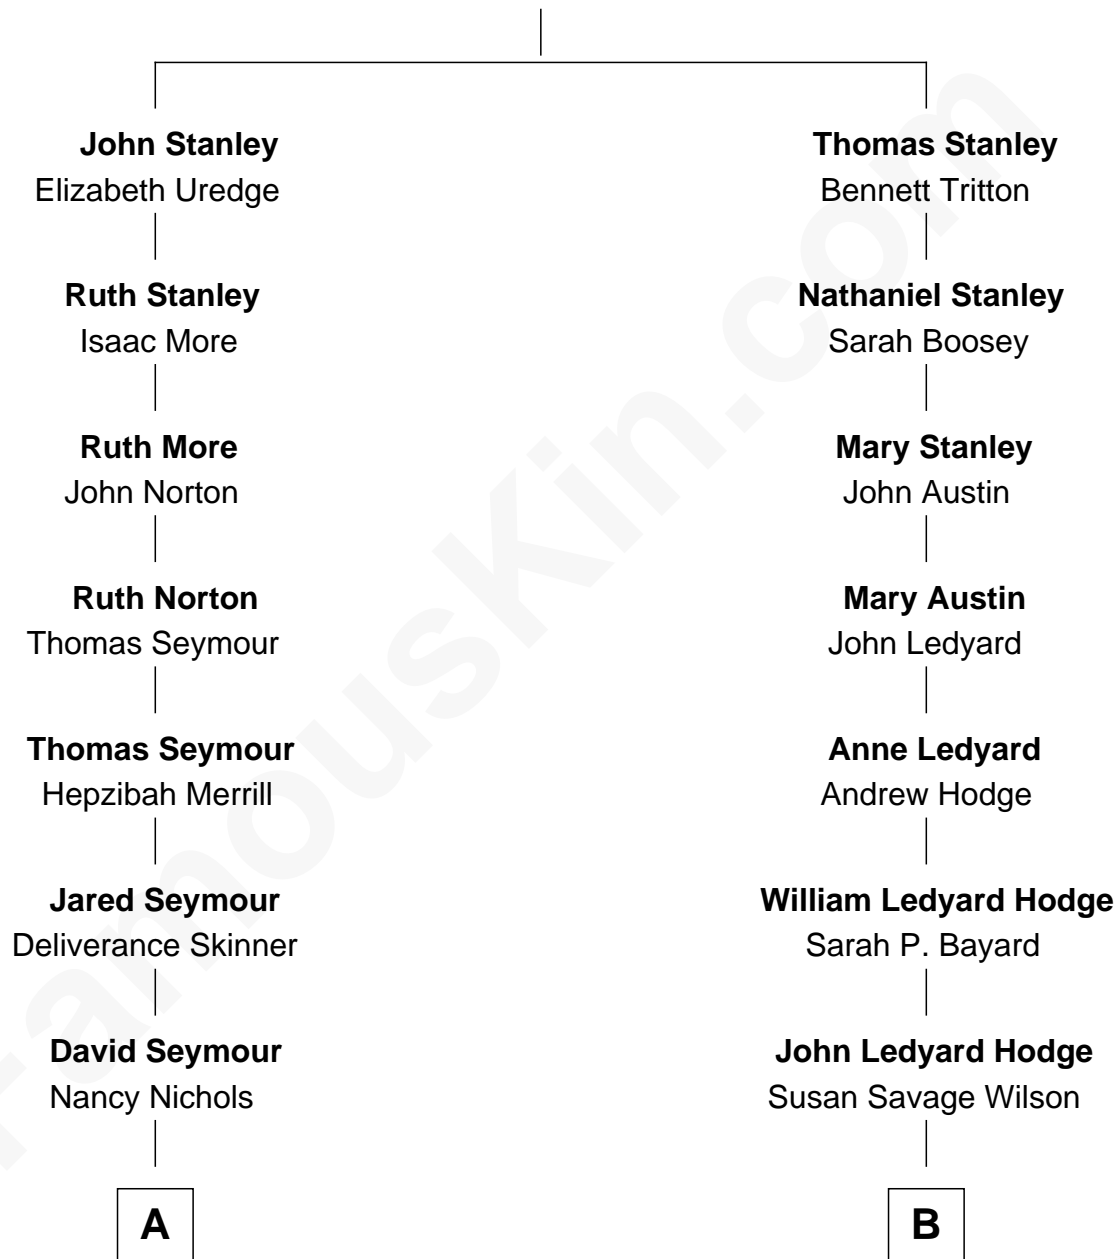 John Stanley
Elizabeth Uredge
Ruth Stanley
Isaac More
Ruth More
John Norton
Ruth Norton
Thomas Seymour
Thomas Seymour
Hepzibah Merrill
Jared Seymour
Deliverance Skinner
David Seymour
Nancy Nichols
A
Thomas Stanley
Bennett Tritton
Nathaniel Stanley
Sarah Boosey
Mary Stanley
John Austin
Mary Austin
John Ledyard
Anne Ledyard
Andrew Hodge
William Ledyard Hodge
Sarah P. Bayard
John Ledyard Hodge
Susan Savage Wilson
B
FamousKin.com